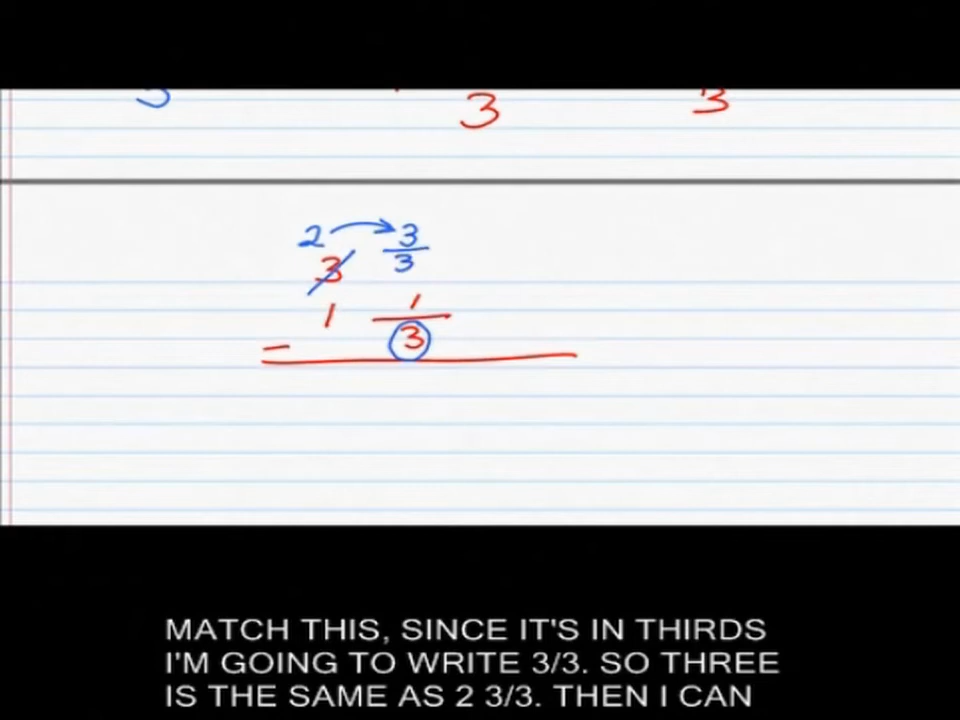 3 3
2 3/3
3
1 1/3
-
MATCH THIS, SINCE IT'S IN THIRDS
I'M GOING TO WRITE 3/3. SO THREE
IS THE SAME AS 2 3/3. THEN I CAN